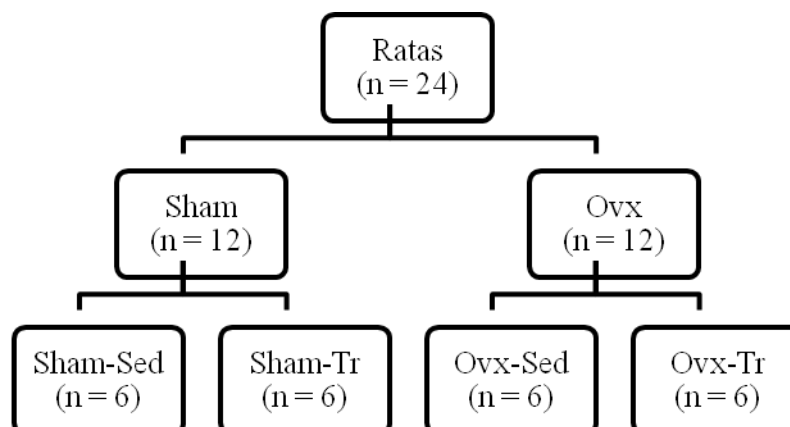 Ratas
(n = 24)
Sham
(n = 12)
Ovx
(n = 12)
Sham-Sed
(n = 6)
Sham-Tr
(n = 6)
Ovx-Sed
(n = 6)
Ovx-Tr
(n = 6)